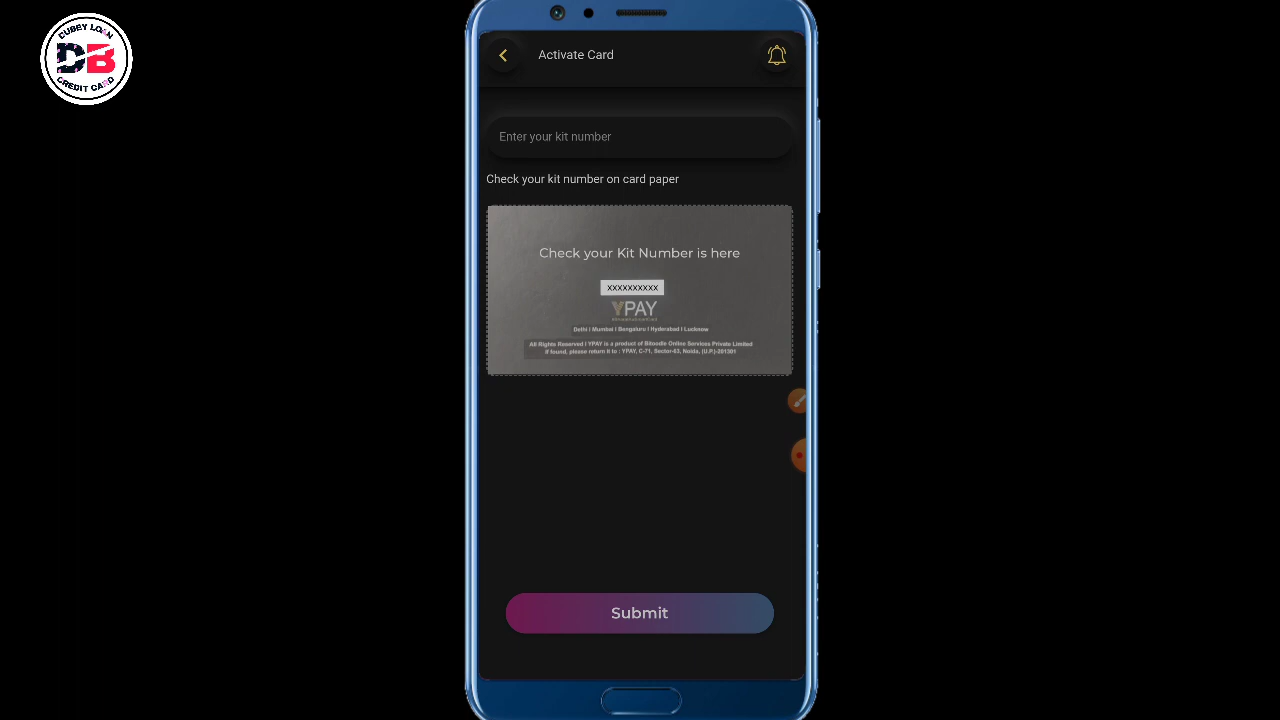 DUBEY LOAN
DB
CREDIT CARD
Activate Card
Enter your kit number
Check your kit number on card paper
Check your Kit Number is here
XXXXXXXXXX
YPAY
Delhi I Mumbai I Bengaluru I Hyderabad I Lucknow
All Rights Reserved I YPAY is a product of Bitoodle Online Services Private Limited
If found, please return it to : YPAY, C-71, Sector-63, Noida, (U.P.)-201301
Submit